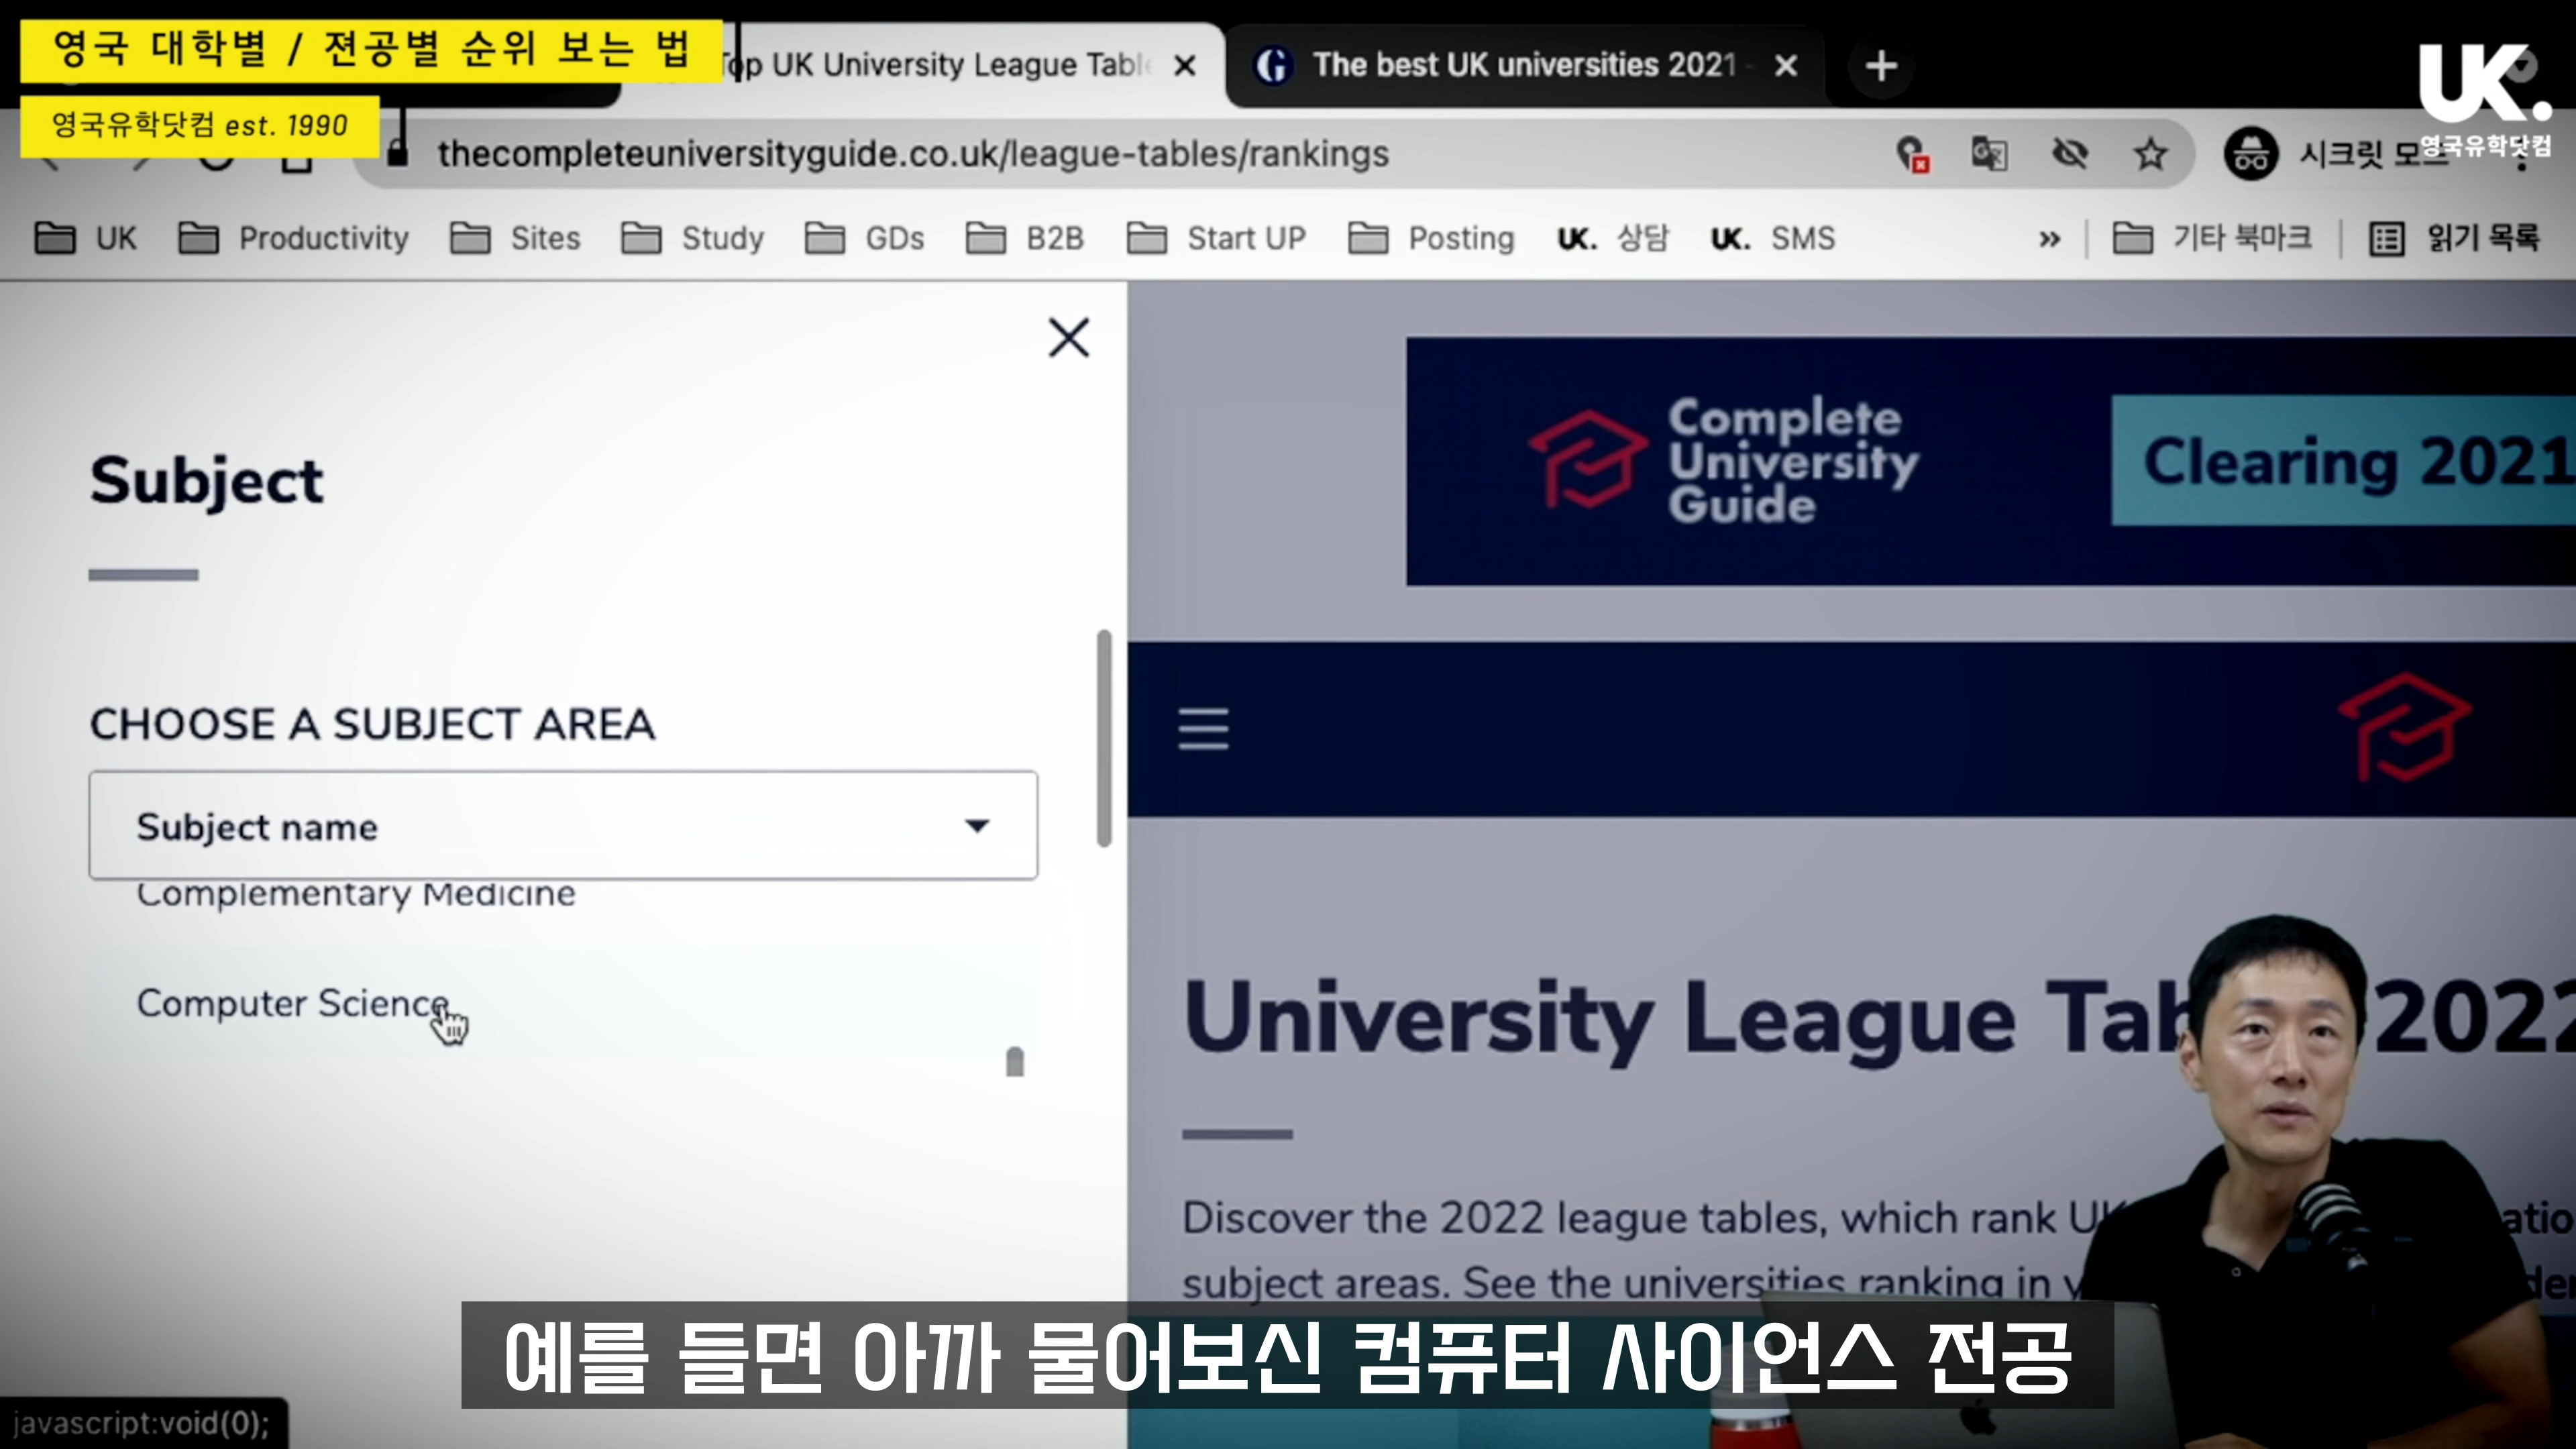 영국 대학별 / 젼공별 순위 보는 법
영국유학닷컴 est. 1990
Top UK University League Table
The best UK universities 2021 -
UK.
영국유학닷컴
thecompleteuniversityguide.co.uk/league-tables/rankings
시크릿 모드
UK
Productivity
Sites
Study
GDs
B2B
Start UP
Posting
UK. 상담
UK. SMS
기타 북마크
읽기 목록
Subject
CHOOSE A SUBJECT AREA
Subject name
Complementary Medicine
Computer Science
Complete
University
Guide
Clearing 2021
University League Tab 2022
Discover the 2022 league tables, which rank UK
subject areas. See the universities ranking in y
예를 들면 아까 물어보신 컴퓨터 사이언스 전공
javascript:void(0);